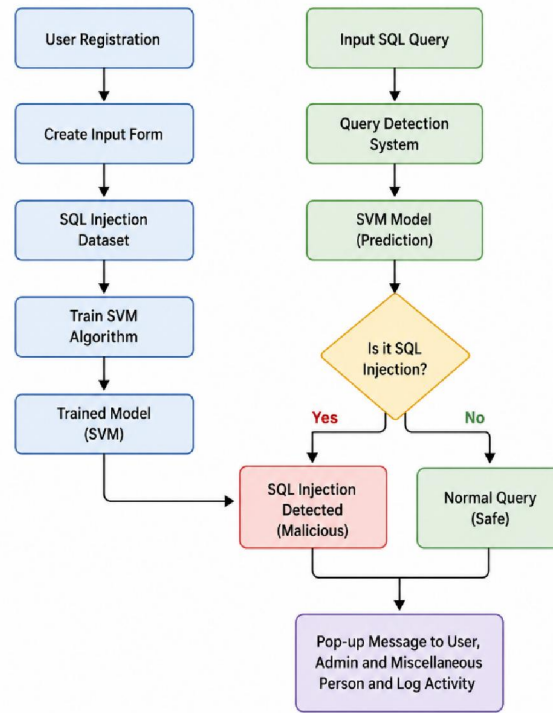 User Registration
Create Input Form
SQL Injection
Dataset
Train SVM
Algorithm
Trained Model
(SVM)
Input SQL Query
Query Detection
System
SVM Model
(Prediction)
Is it SQL
Injection?
Yes
No
SQL Injection
Detected
(Malicious)
Normal Query
(Safe)
Pop-up Message to User,
Admin and Miscellaneous
Person and Log Activity